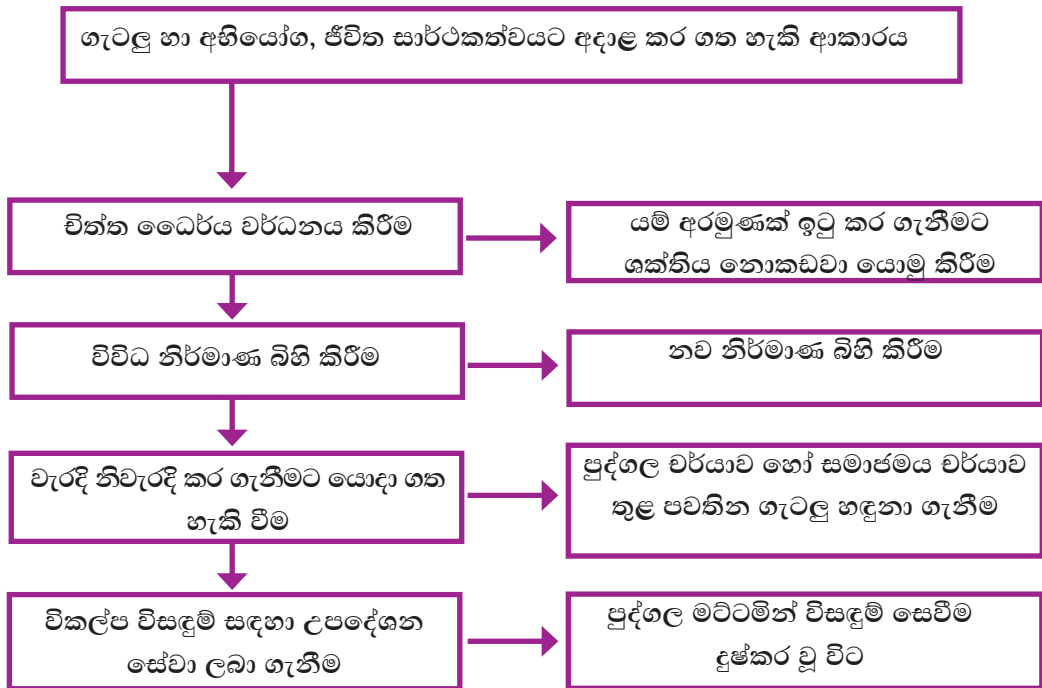 ගැටලු හා අභියෝග, ජීවිත සාර්ථකත්වයට අදාළ කර ගත හැකි ආකාරය
චිත්ත ධෛර්ය වර්ධනය කිරීම
යම් අරමුණක් ඉටු කර ගැනීමට
ශක්තිය නොකඩවා යොමු කිරීම
විවිධ නිර්මාණ බිහි කිරීම
නව නිර්මාණ බිහි කිරීම
වැරදි නිවැරදි කර ගැනීමට යොදා ගත
හැකි වීම
පුද්ගල චර්යාව හෝ සමාජමය චර්යාව
තුළ පවතින ගැටලු හඳුනා ගැනීම
විකල්ප විසඳුම් සඳහා උපදේශන
සේවා ලබා ගැනීම
පුද්ගල මට්ටමින් විසඳුම් සෙවීම
දුෂ්කර වූ විට